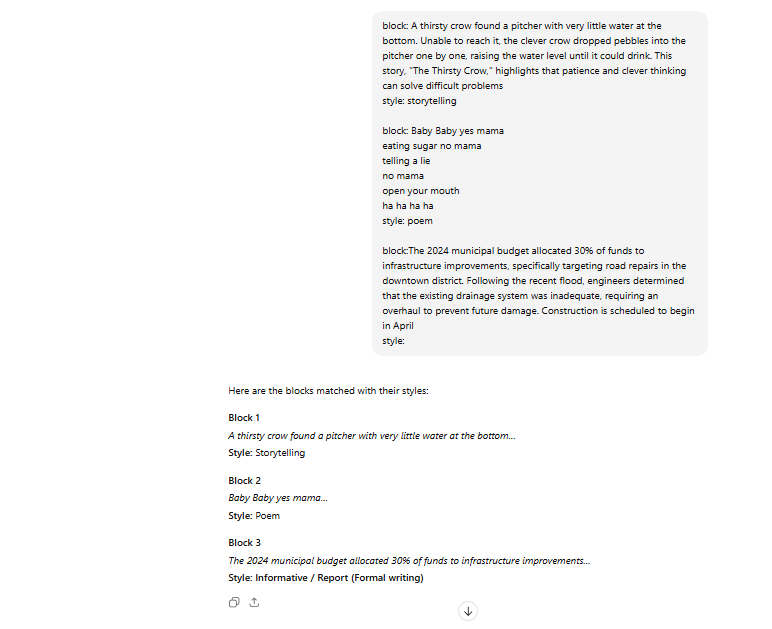 block: A thirsty crow found a pitcher with very little water at the
bottom. Unable to reach it, the clever crow dropped pebbles into the
pitcher one by one, raising the water level until it could drink. This
story, "The Thirsty Crow," highlights that patience and clever thinking
can solve difficult problems
style: storytelling
block: Baby Baby yes mama
eating sugar no mama
telling a lie
no mama
open your mouth
ha ha ha ha
style: poem
block:The 2024 municipal budget allocated 30% of funds to
infrastructure improvements, specifically targeting road repairs in the
downtown district. Following the recent flood, engineers determined
that the existing drainage system was inadequate, requiring an
overhaul to prevent future damage. Construction is scheduled to begin
in April
style:
Here are the blocks matched with their styles:
Block 1
A thirsty crow found a pitcher with very little water at the bottom...
Style: Storytelling
Block 2
Baby Baby yes mama...
Style: Poem
Block 3
The 2024 municipal budget allocated 30% of funds to infrastructure improvements...
Style: Informative / Report (Formal writing)